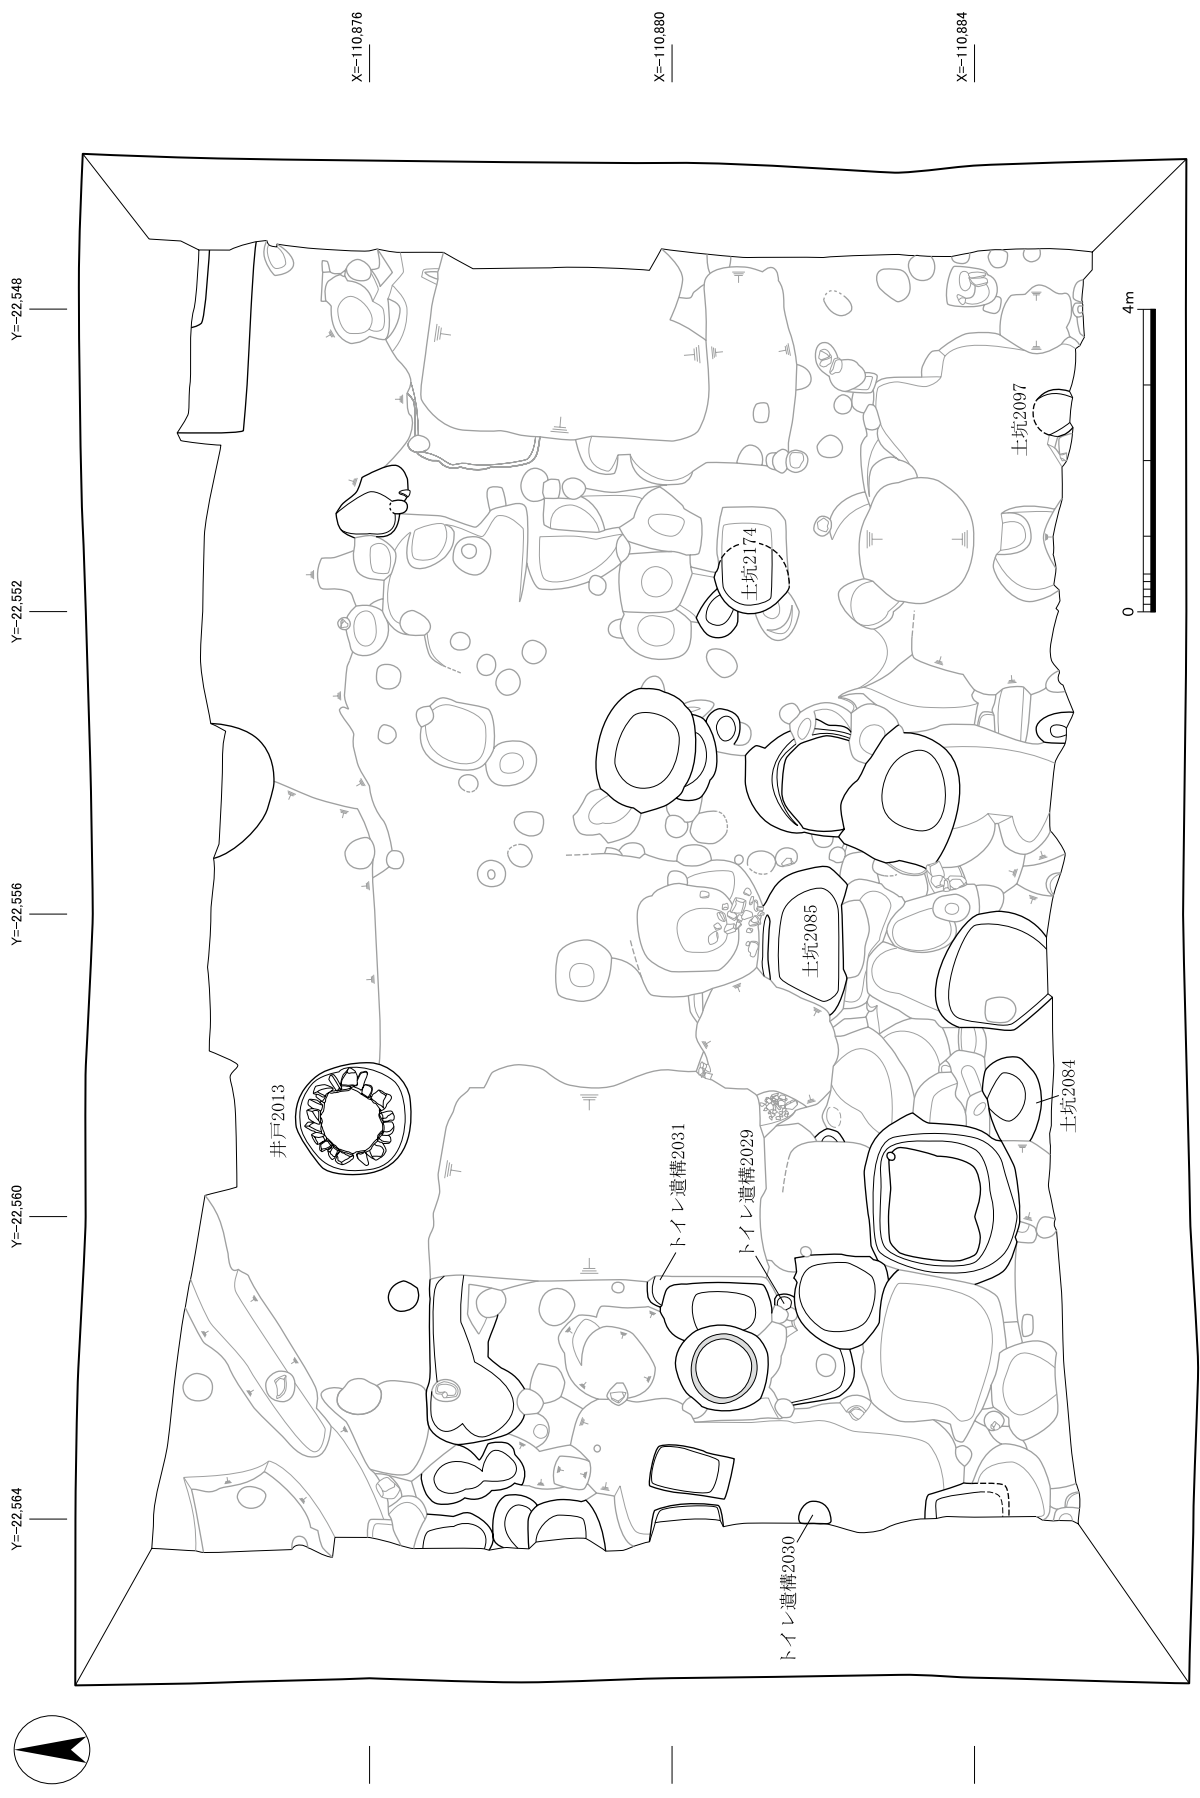 X=-110,876
X=-110,880
X=-110,884
Y=-22,548
Y=-22,552
Y=-22,556
Y=-22,560
Y=-22,564
4m
0
土坑2097
土坑2174
土坑2085
土坑2084
井戸2013
トイレ遺構2031
トイレ遺構2029
トイレ遺構2030